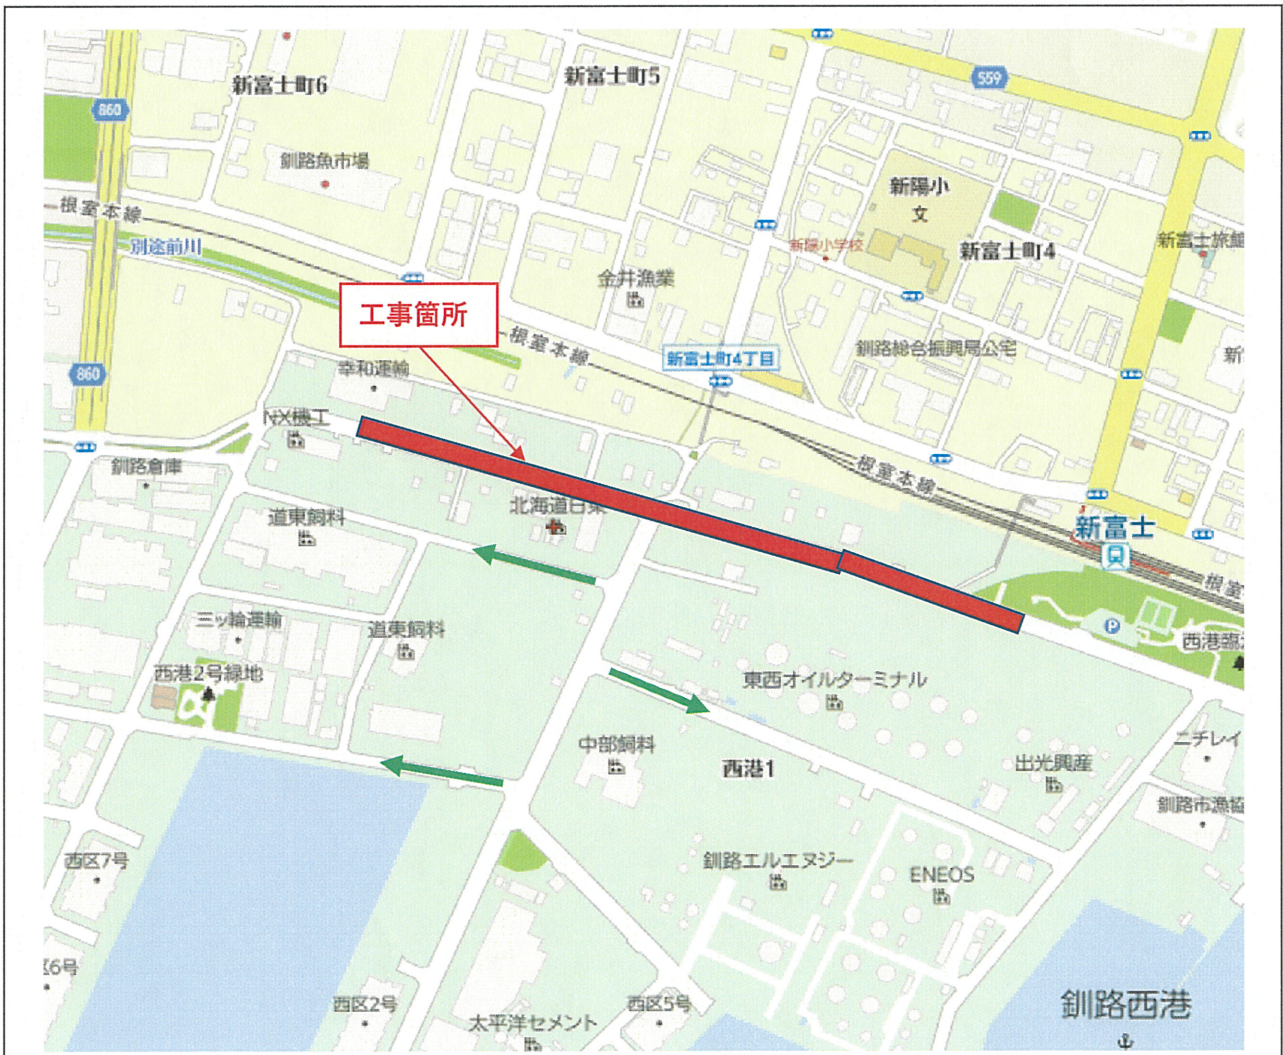 新富士町6
新富士町5
559
860
釧路魚市場
新陽小
文
根室本線
別途前川
新陽小学校
新富士町4
新富士旅館
金井漁業
工事箇所
根室本線
新富士町4丁目
釧路総合振興局公宅
新
860
幸和運輸
NX機工
釧路倉庫
根室本線
北海道日東
道東飼料
新富士
根室
三ッ輪運輸
道東飼料
P
西港臨
西港2号緑地
東西オイルターミナル
中部飼料
西港1
出光興産
ニチレイ
釧路市漁協
西区7号
釧路エルエヌジー
ENEOS
区6号
西区2号
西区5号
太平洋セメント
釧路西港